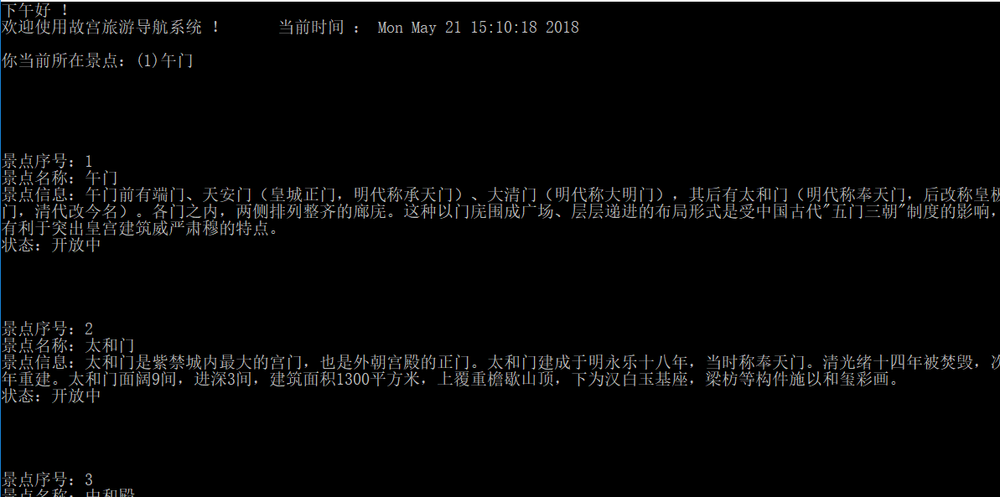 下午好 !
欢迎使用故宫旅游导航系统 !       当前时间 :  Mon May 21 15:10:18 2018
你当前所在景点: (1)午门
景点序号: 1
景点名称: 午门
景点信息: 午门前有端门、天安门（皇城正门，明代称承天门）、大清门（明代称大明门），其后有太和门（明代称奉天门，后改称皇极
门，清代改今名）。各门之内，两侧排列整齐的廊庑。这种以门庑围成广场、层层递进的布局形式是受中国古代"五门三朝"制度的影响，
有利于突出皇宫建筑威严肃穆的特点。
状态: 开放中
景点序号: 2
景点名称: 太和门
景点信息: 太和门是紫禁城内最大的宫门，也是外朝宫殿的正门。太和门建成于明永乐十八年，当时称奉天门。清光绪十四年被焚毁，次
年重建。太和门面阔9间，进深3间，建筑面积1300平方米，上覆重檐歇山顶，下为汉白玉基座，梁枋等构件施以和玺彩画。
状态: 开放中
景点序号: 3
景点名称: 中和殿